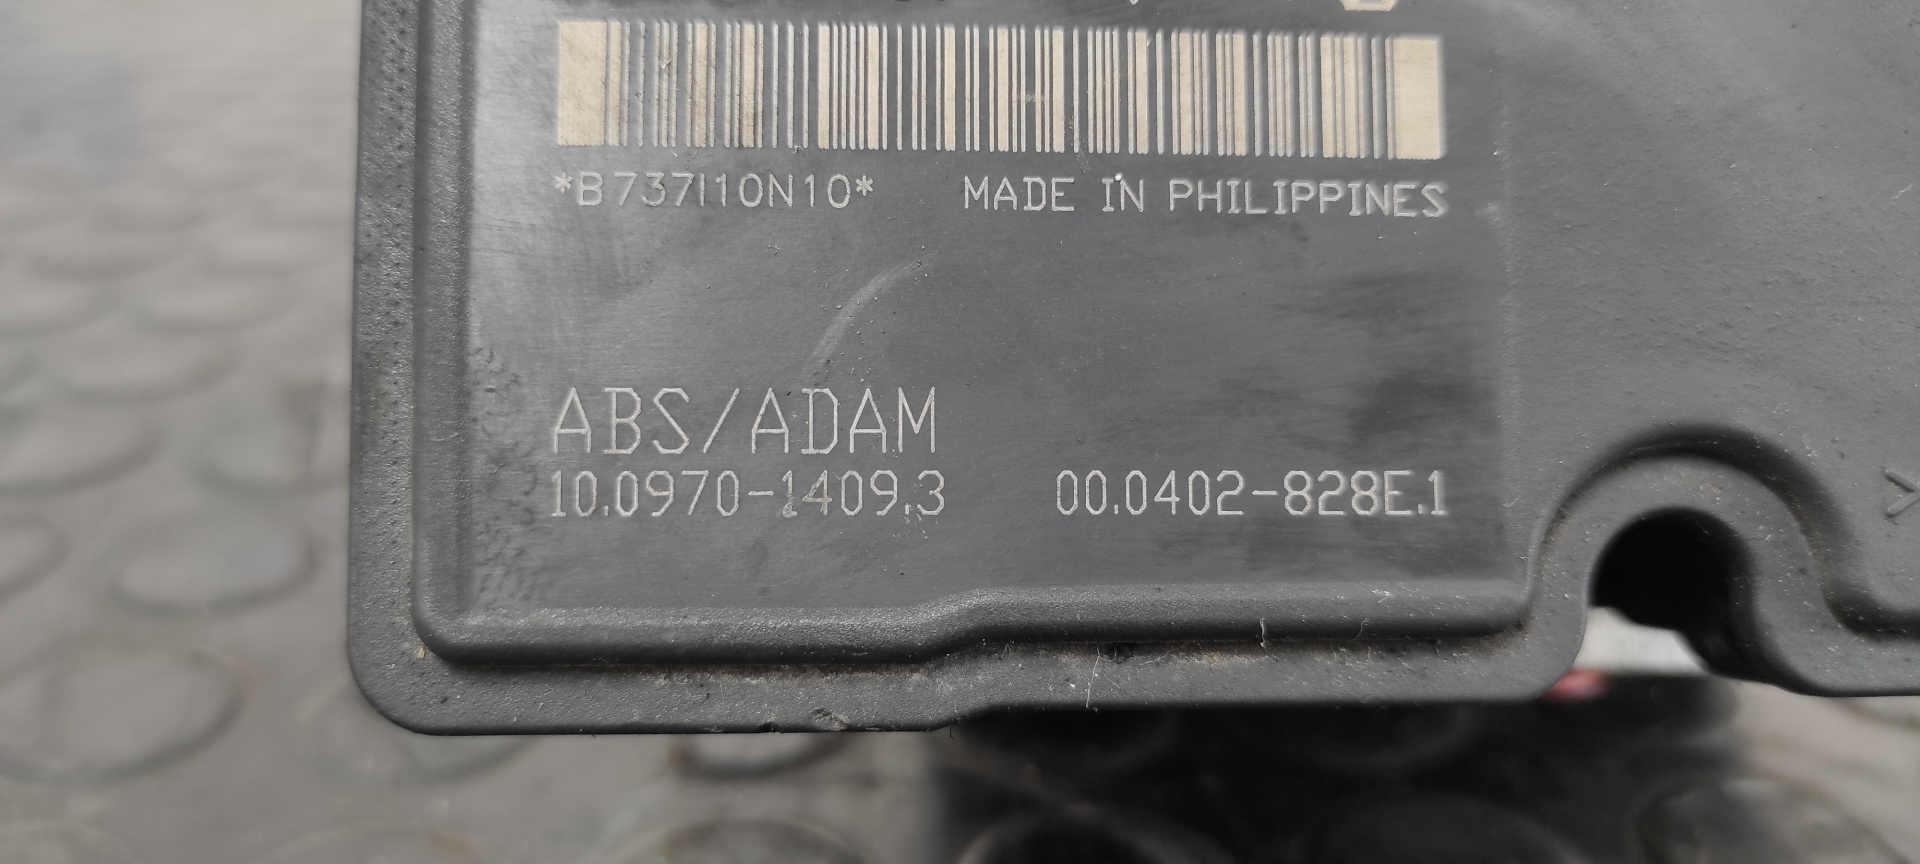 *B737I10N10* MADE IN PHILIPPINES
ABS/ADAM
10.0970-1409.3 00.0402-828E.1